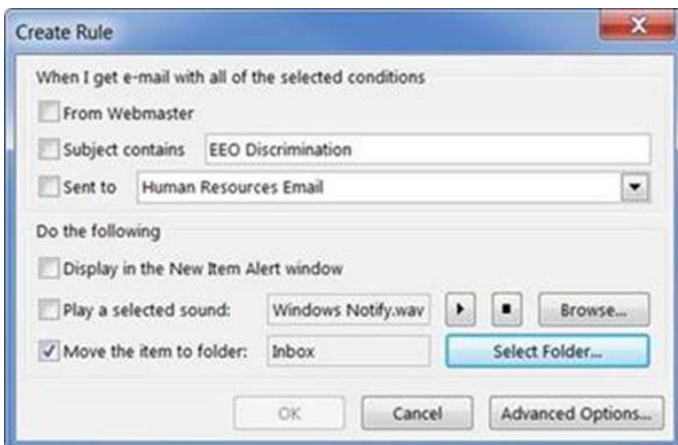 Create Rule
When I get e-mail with all of the selected conditions
From Webmaster
Subject contains EEO Discrimination
Sent to Human Resources Email
Do the following
Display in the New Item Alert window
Play a selected sound: Windows Notify.wav Browse...
Move the item to folder: Inbox Select Folder...
OK Cancel Advanced Options...